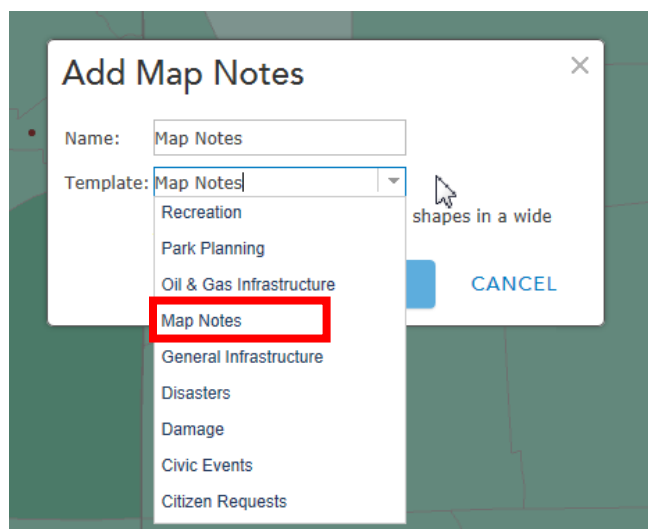 Add Map Notes
Name: Map Notes
Template: Map Notes
Recreation
shapes in a wide
Park Planning
Oil & Gas Infrastructure
CANCEL
Map Notes
General Infrastructure
Disasters
Damage
Civic Events
Citizen Requests